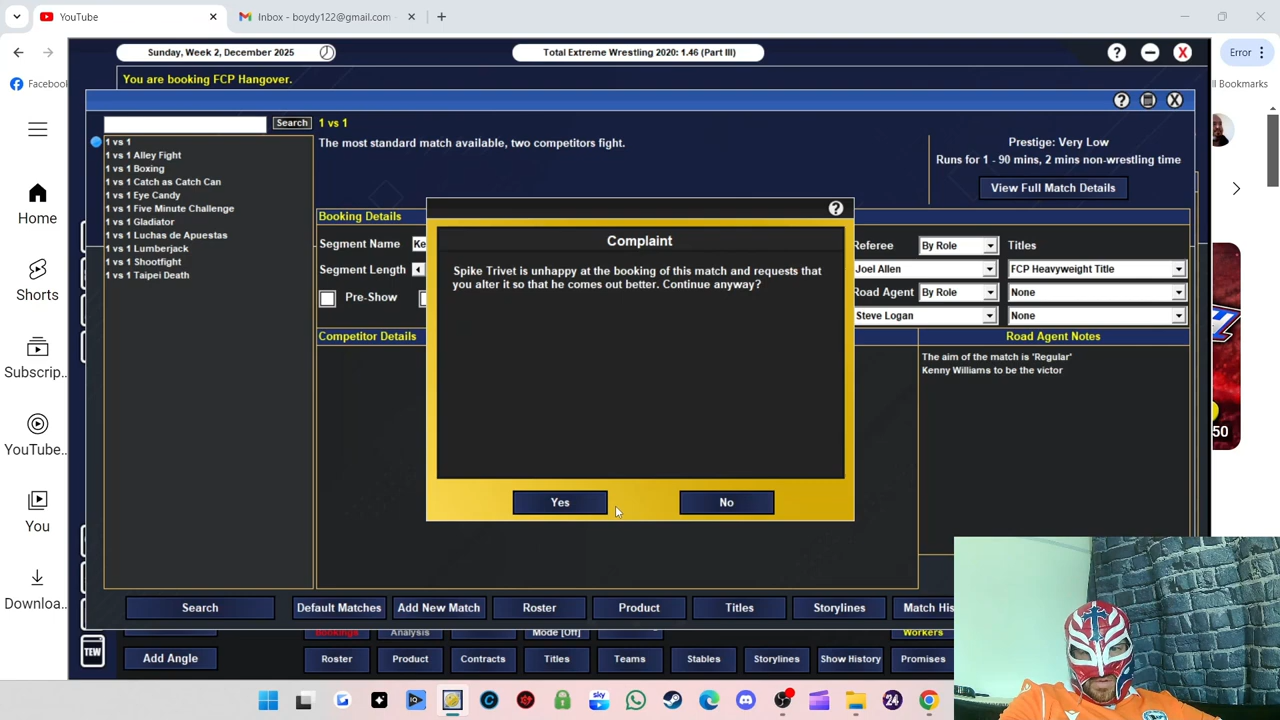 YouTube
Inbox - boydy122@gmail.com
Error
Facebook
ll Bookmarks
Sunday, Week 2, December 2025
Total Extreme Wrestling 2020: 1.46 (Part III)
You are booking FCP Hangover.
Search
1 vs 1
The most standard match available, two competitors fight.
Prestige: Very Low
Runs for 1 - 90 mins, 2 mins non-wrestling time
View Full Match Details
1 vs 1
1 vs 1 Alley Fight
1 vs 1 Boxing
1 vs 1 Catch as Catch Can
1 vs 1 Eye Candy
1 vs 1 Five Minute Challenge
1 vs 1 Gladiator
1 vs 1 Luchas de Apuestas
1 vs 1 Lumberjack
1 vs 1 Shootfight
1 vs 1 Taipei Death
Booking Details
Segment Name
Ke
Segment Length
Pre-Show
Competitor Details
Complaint
Spike Trivet is unhappy at the booking of this match and requests that
you alter it so that he comes out better. Continue anyway?
Yes
No
Referee
By Role
Titles
Joel Allen
FCP Heavyweight Title
Road Agent
By Role
None
Steve Logan
None
Road Agent Notes
The aim of the match is 'Regular'
Kenny Williams to be the victor
Search
Default Matches
Add New Match
Roster
Product
Titles
Storylines
Match His
Bookings
Analysis
Mode [Off]
Workers
TEW
Add Angle
Roster
Product
Contracts
Titles
Teams
Stables
Storylines
Show History
Promises
Home
Shorts
Subscrip...
YouTube...
You
Downloa...
50
sky
24